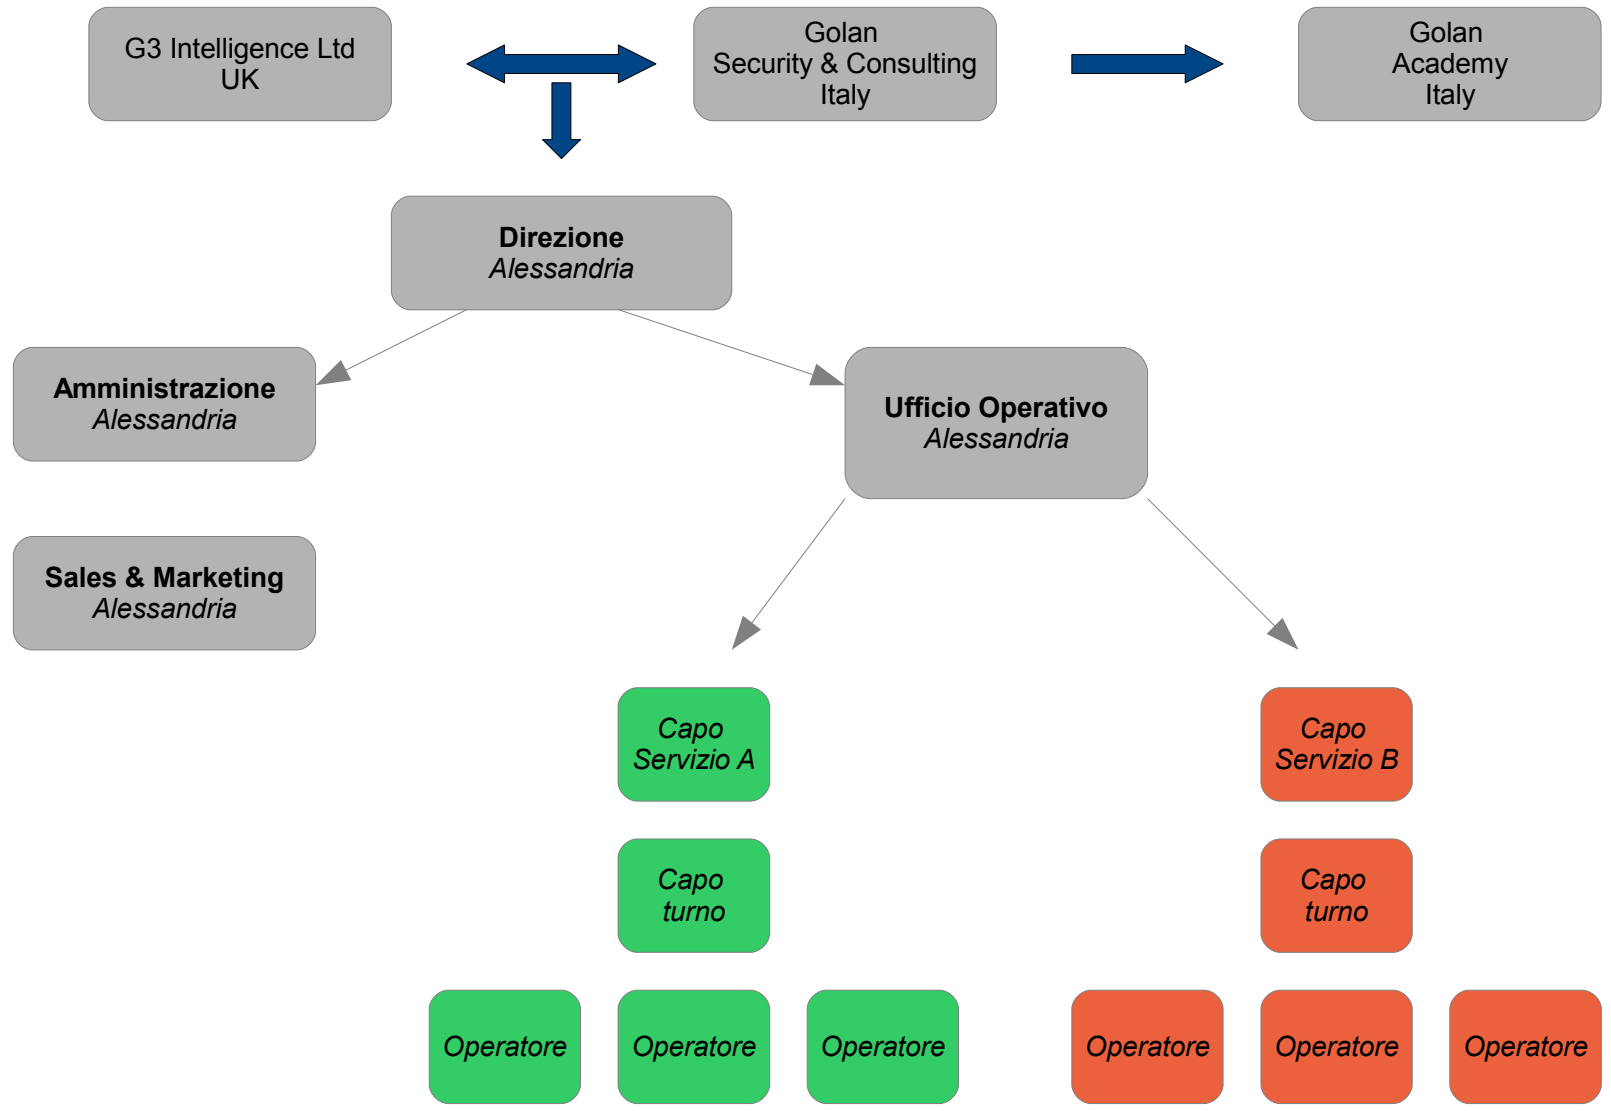 G3 Intelligence Ltd
UK
Golan
Security & Consulting
Italy
Golan
Academy
Italy
Direzione
Alessandria
Amministrazione
Alessandria
Ufficio Operativo
Alessandria
Sales & Marketing
Alessandria
Capo
Servizio A
Capo
Servizio B
Capo
turno
Capo
turno
Operatore
Operatore
Operatore
Operatore
Operatore
Operatore